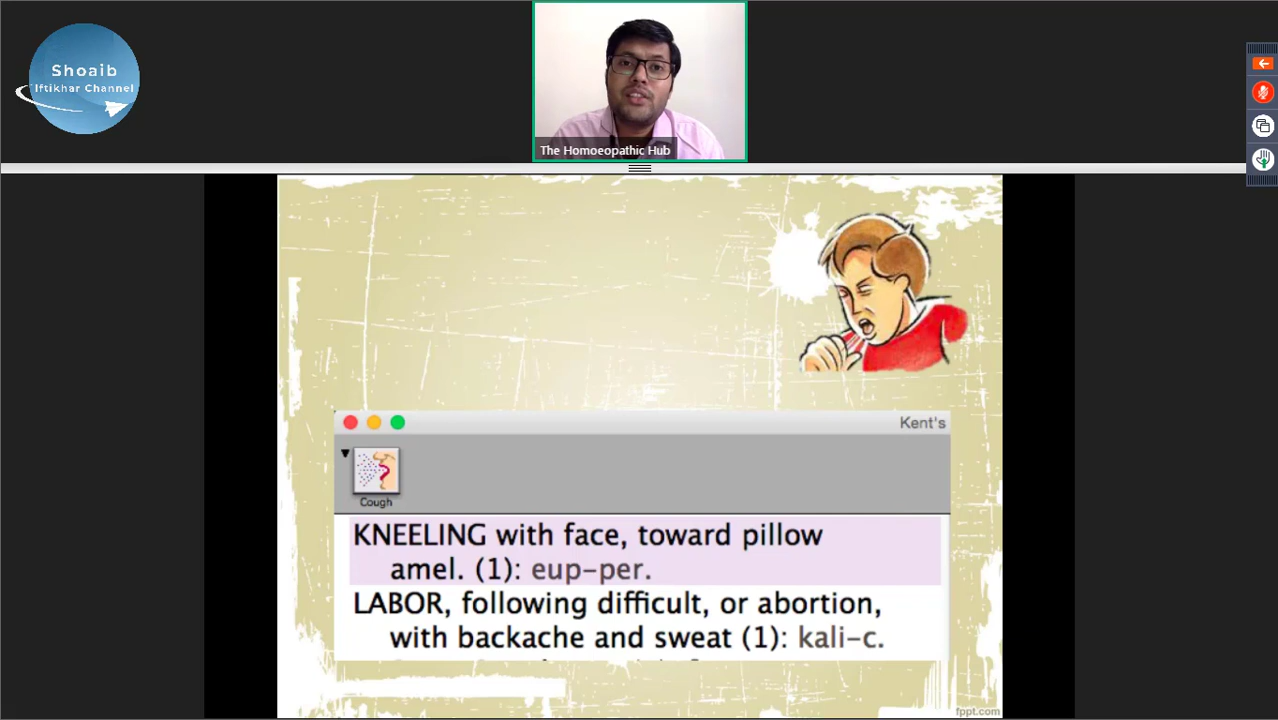 Shoaib
Iftikhar Channel
The Homoeopathic Hub
Kent's
Cough
KNEELING with face, toward pillow
amel. (1): eup-per.
LABOR, following difficult, or abortion,
with backache and sweat (1): kali-c.
fppt.com